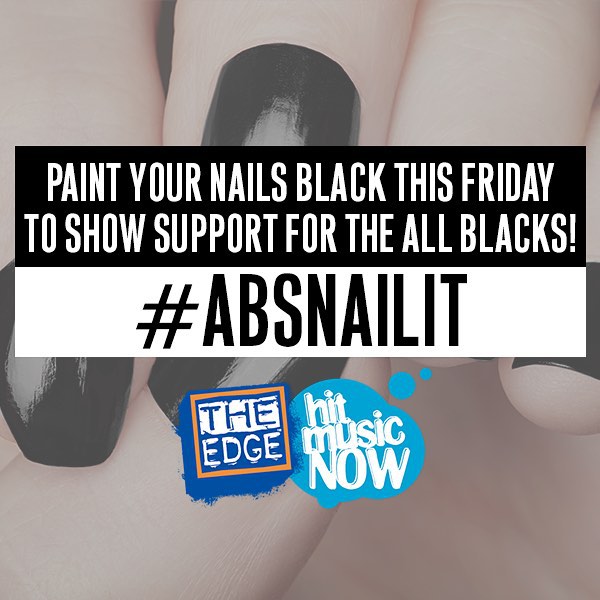 PAINT YOUR NAILS BLACK THIS FRIDAY
TO SHOW SUPPORT FOR THE ALL BLACKS!
#ABSNAILIT
THE
EDGE
hit
music
NOW